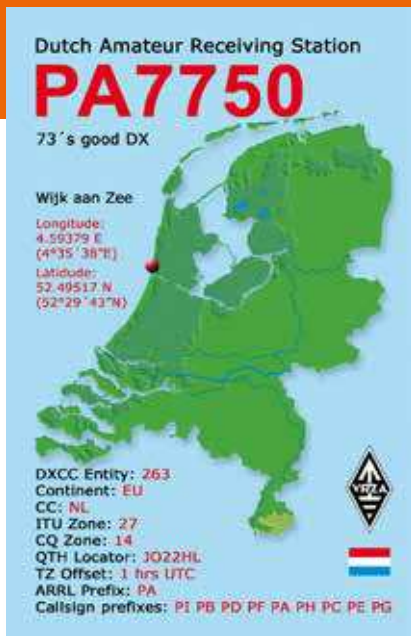 Dutch Amateur Receiving Station
PA7750
73´s good DX
Wijk aan Zee
Longitude:
4.59379 E
(4°35´38"E)
Latidude:
52.49517 N
(52°29´43"N)
DXCC Entity: 263
Continent: EU
CC: NL
ITU Zone: 27
CQ Zone: 14
QTH Locator: JO22HL
TZ Offset: 1 hrs UTC
ARRL Prefix: PA
Callsign prefixes: PI PB PD PF PA PH PC PE PG
VRZA